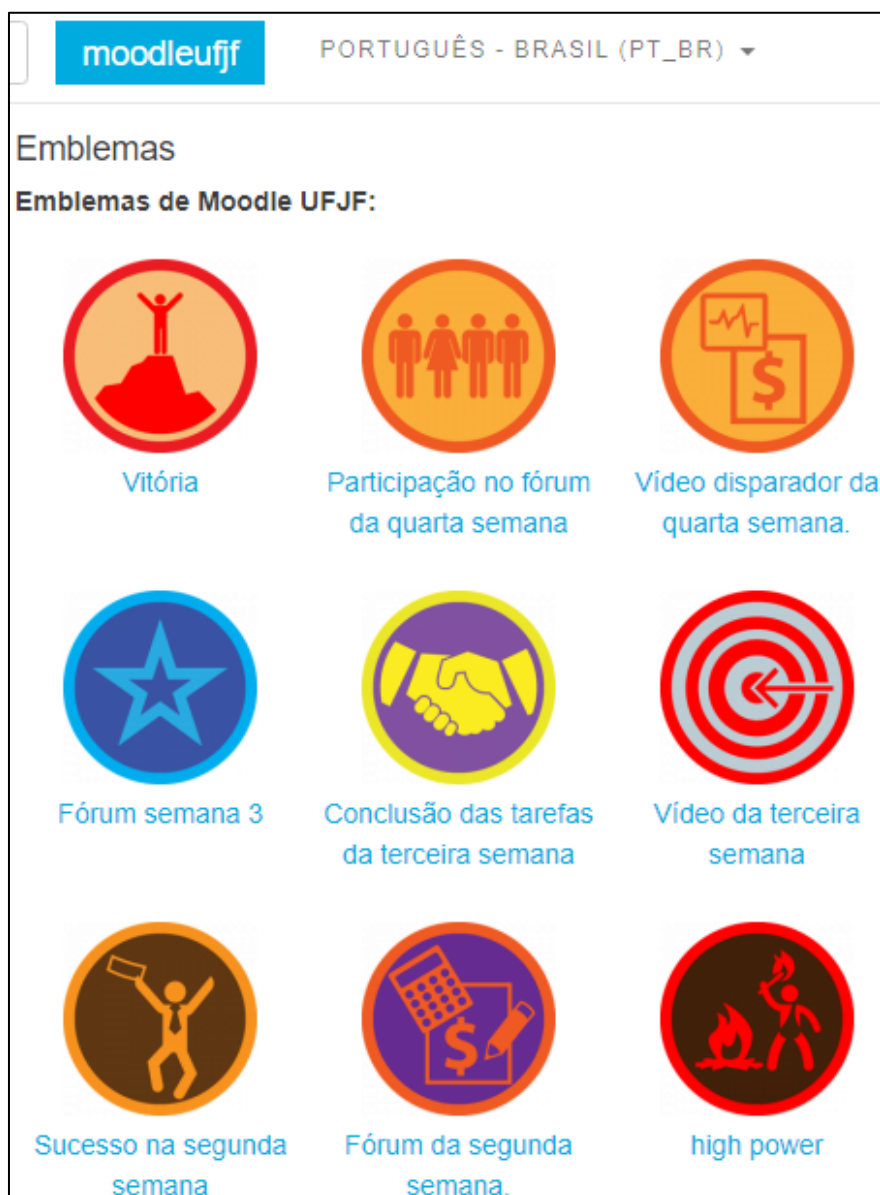 moodleufjf PORTUGUÊS - BRASIL (PT_BR)
Emblemas
Emblemas de Moodle UFJF:
Vitória
Participação no fórum
da quarta semana
Vídeo disparador da
quarta semana.
Fórum semana 3
Conclusão das tarefas
da terceira semana
Vídeo da terceira
semana
Sucesso na segunda
semana
Fórum da segunda
semana.
high power